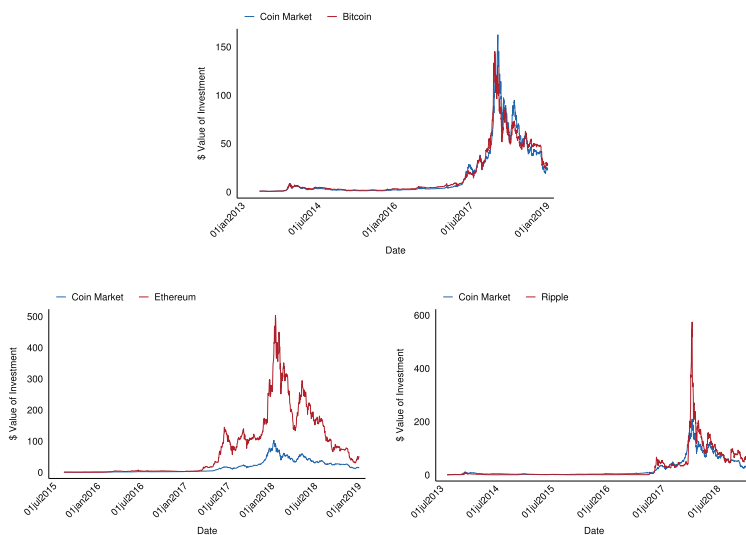 Coin Market Bitcoin
$ Value of Investment
150
100
50
0
01jan2013 01jul2014 01jan2016 01jul2017 01jan2019
Date
Coin Market Ethereum
$ Value of Investment
500
400
300
200
100
0
01jul2015 01jan2016 01jul2016 01jan2017 01jul2017 01jan2018 01jul2018 01jan2019
Date
Coin Market Ripple
$ Value of Investment
600
400
200
0
01jul2013 01jul2014 01jul2015 01jul2016 01jul2017 01jul2018
Date